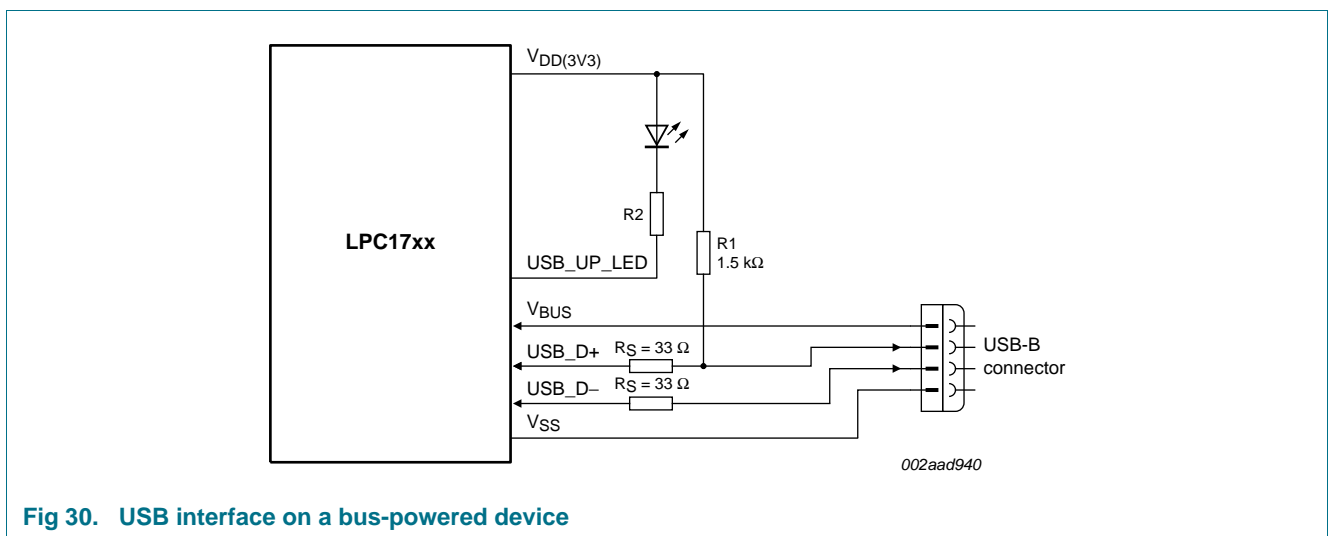 VDD(3V3)
R2
LPC17xx
R1
1.5 kΩ
USB_UP_LED
VBUS
USB_D+
RS = 33 Ω
USB-B
connector
USB_D−
RS = 33 Ω
VSS
002aad940
Fig 30. USB interface on a bus-powered device